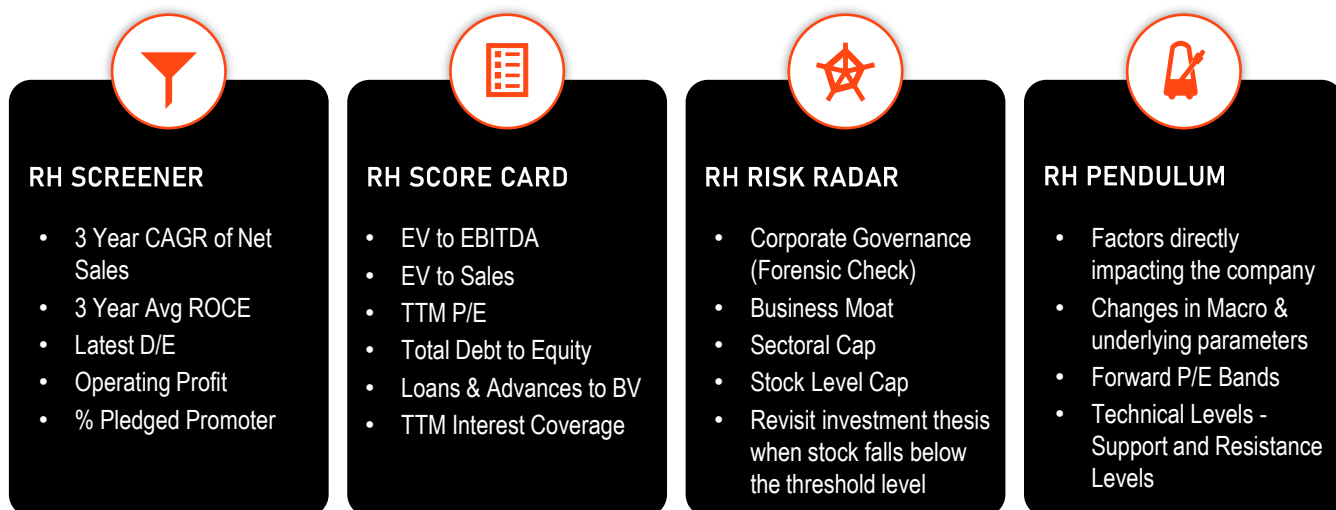 RH SCREENER
• 3 Year CAGR of Net
Sales
• 3 Year Avg ROCE
• Latest D/E
• Operating Profit
• % Pledged Promoter
RH SCORE CARD
• EV to EBITDA
• EV to Sales
• TTM P/E
• Total Debt to Equity
• Loans & Advances to BV
• TTM Interest Coverage
RH RISK RADAR
• Corporate Governance
(Forensic Check)
• Business Moat
• Sectoral Cap
• Stock Level Cap
• Revisit investment thesis
when stock falls below
the threshold level
RH PENDULUM
• Factors directly
impacting the company
• Changes in Macro &
underlying parameters
• Forward P/E Bands
• Technical Levels -
Support and Resistance
Levels